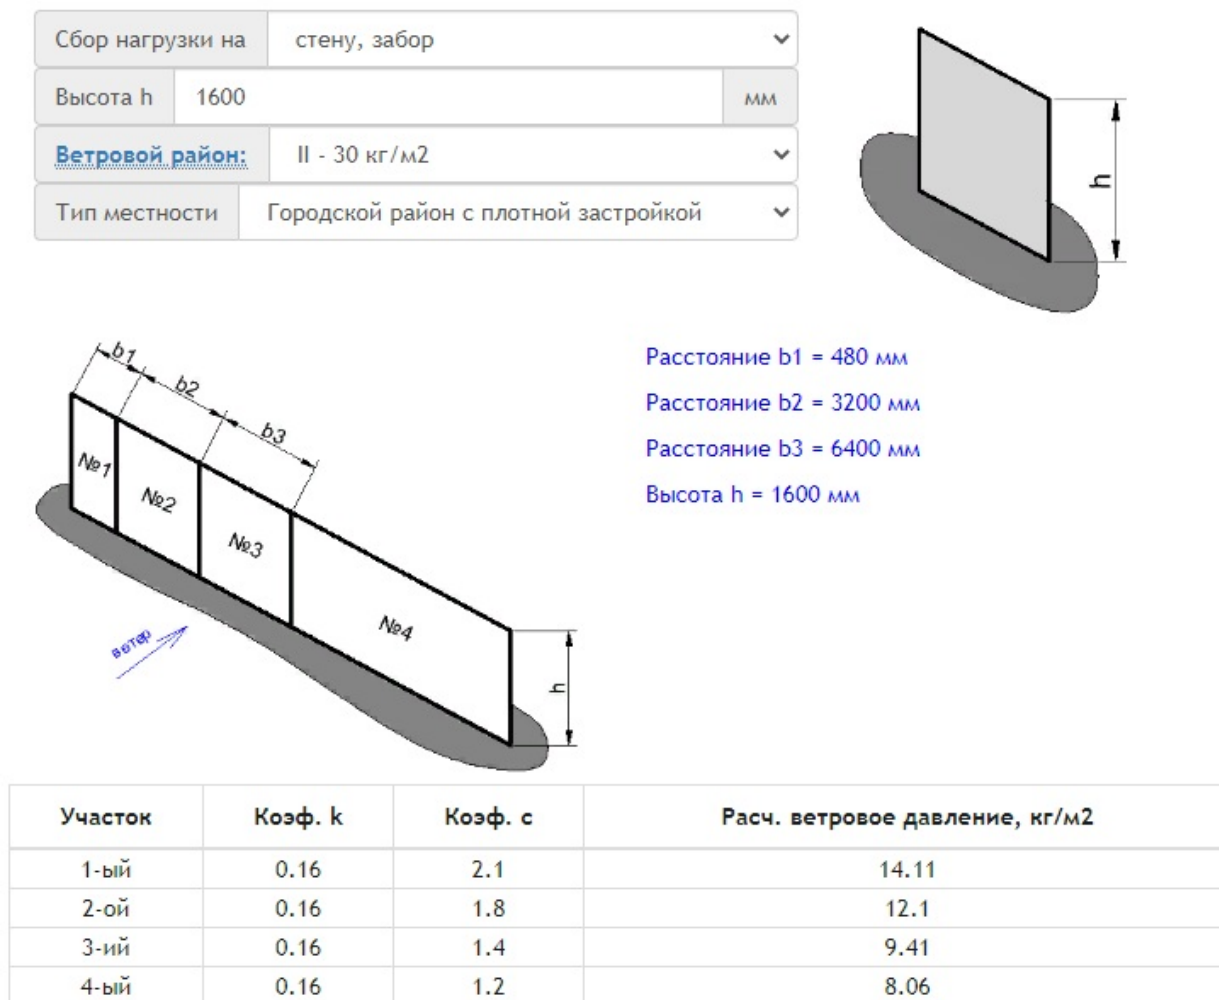 Сбор нагрузки на стену, забор
Высота h 1600 мм
Ветровой район: II - 30 кг/м2
Тип местности Городской район с плотной застройкой
h
b1
b2
b3
№1
№2
№3
№4
ветер
h
Расстояние b1 = 480 мм
Расстояние b2 = 3200 мм
Расстояние b3 = 6400 мм
Высота h = 1600 мм
Участок Коэф. k Коэф. c Расч. ветровое давление, кг/м2
1-ый 0.16 2.1 14.11
2-ой 0.16 1.8 12.1
3-ий 0.16 1.4 9.41
4-ый 0.16 1.2 8.06